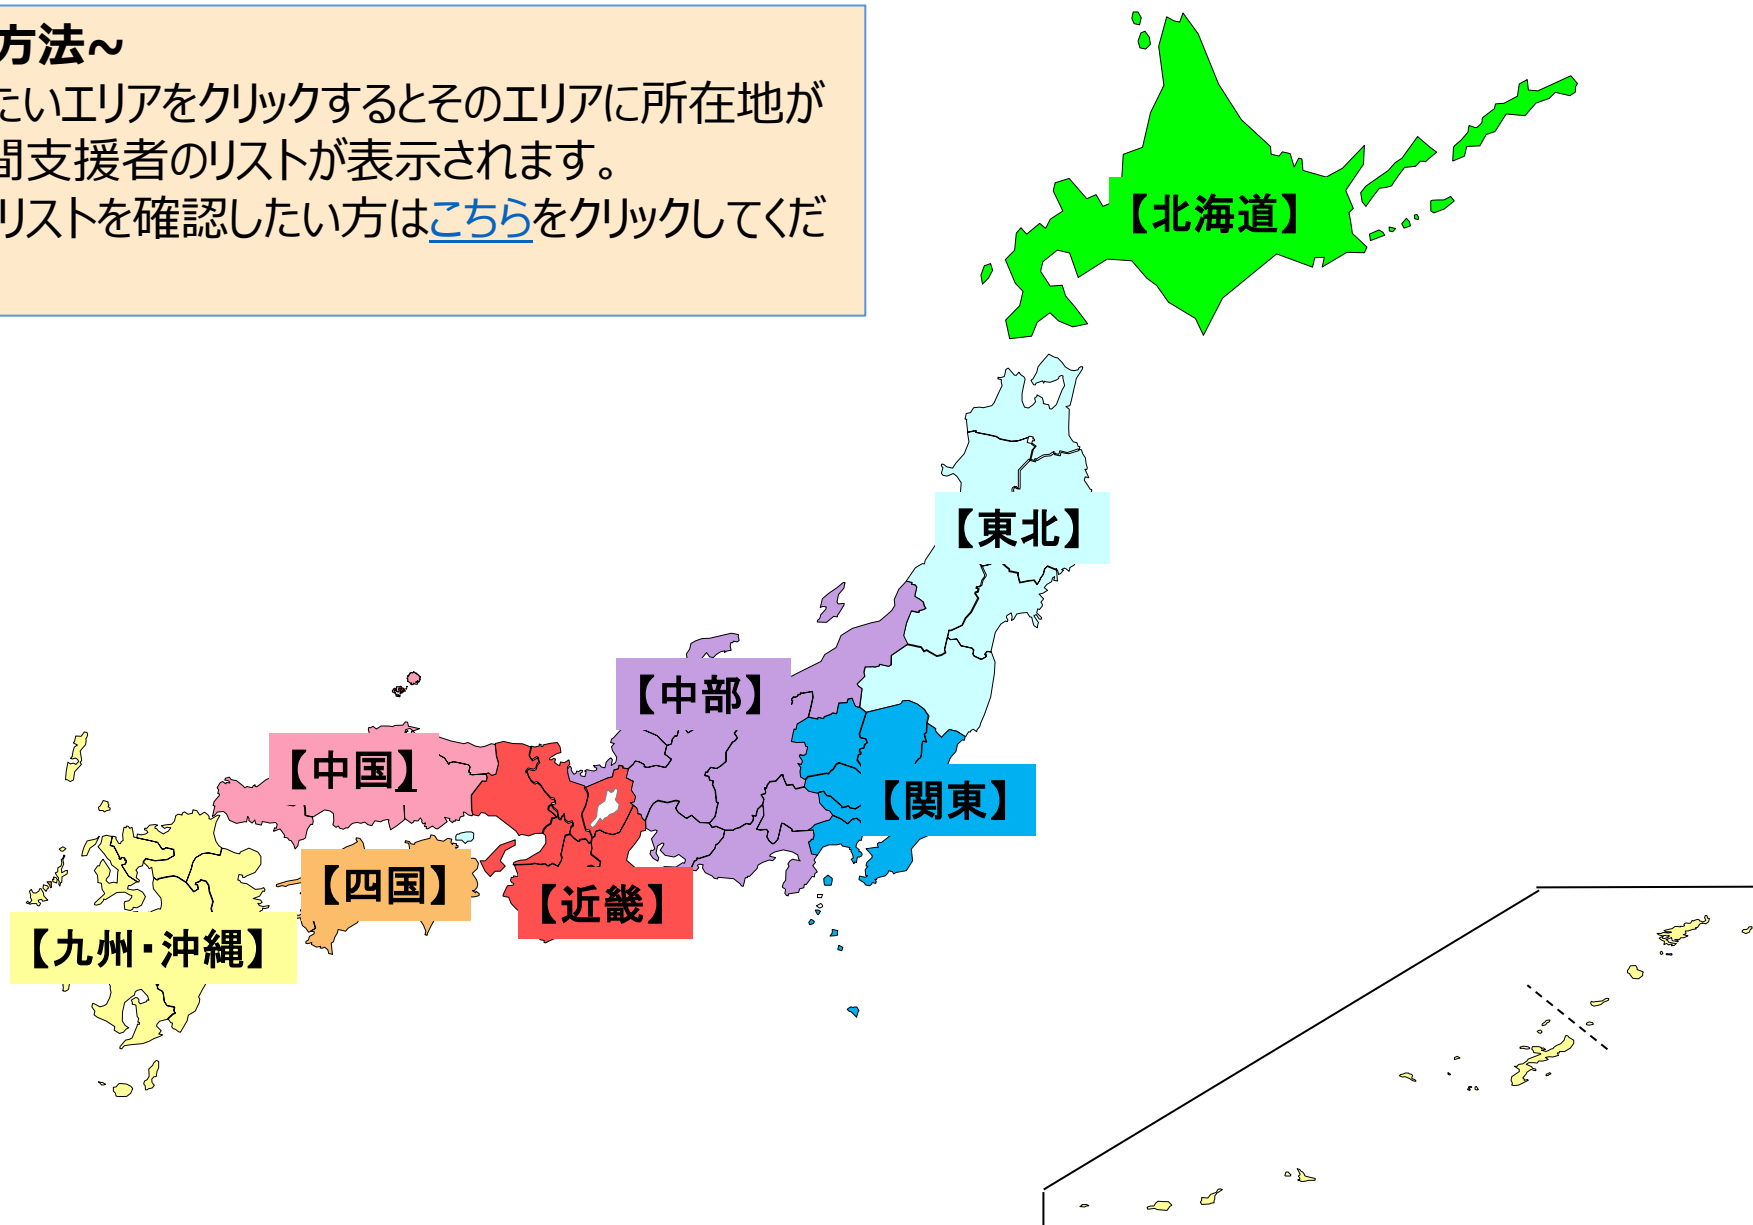 方法~
たいエリアをクリックするとそのエリアに所在地が
間支援者のリストが表示されます。
リストを確認したい方はこちらをクリックしてくだ
【北海道】
【東北】
【中部】
【中国】
【関東】
【四国】
【近畿】
【九州・沖縄】